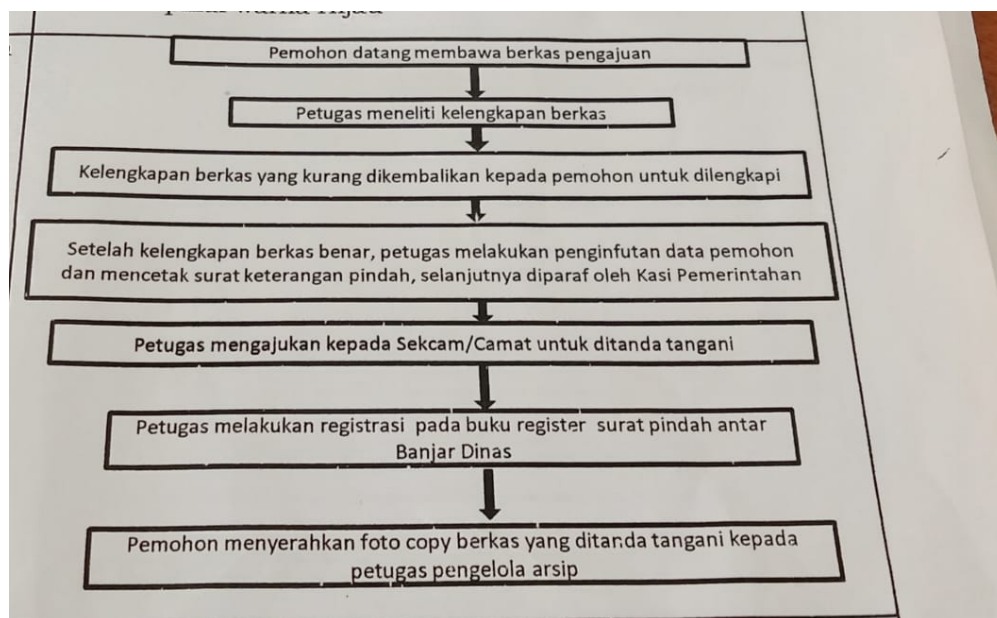 Pemohon datang membawa berkas pengajuan
Petugas meneliti kelengkapan berkas
Kelengkapan berkas yang kurang dikembalikan kepada pemohon untuk dilengkapi
Setelah kelengkapan berkas benar, petugas melakukan penginfutan data pemohon
dan mencetak surat keterangan pindah, selanjutnya diparaf oleh Kasi Pemerintahan
Petugas mengajukan kepada Sekcam/Camat untuk ditanda tangani
Petugas melakukan registrasi pada buku register surat pindah antar
Banjar Dinas
Pemohon menyerahkan foto copy berkas yang ditanda tangani kepada
petugas pengelola arsip